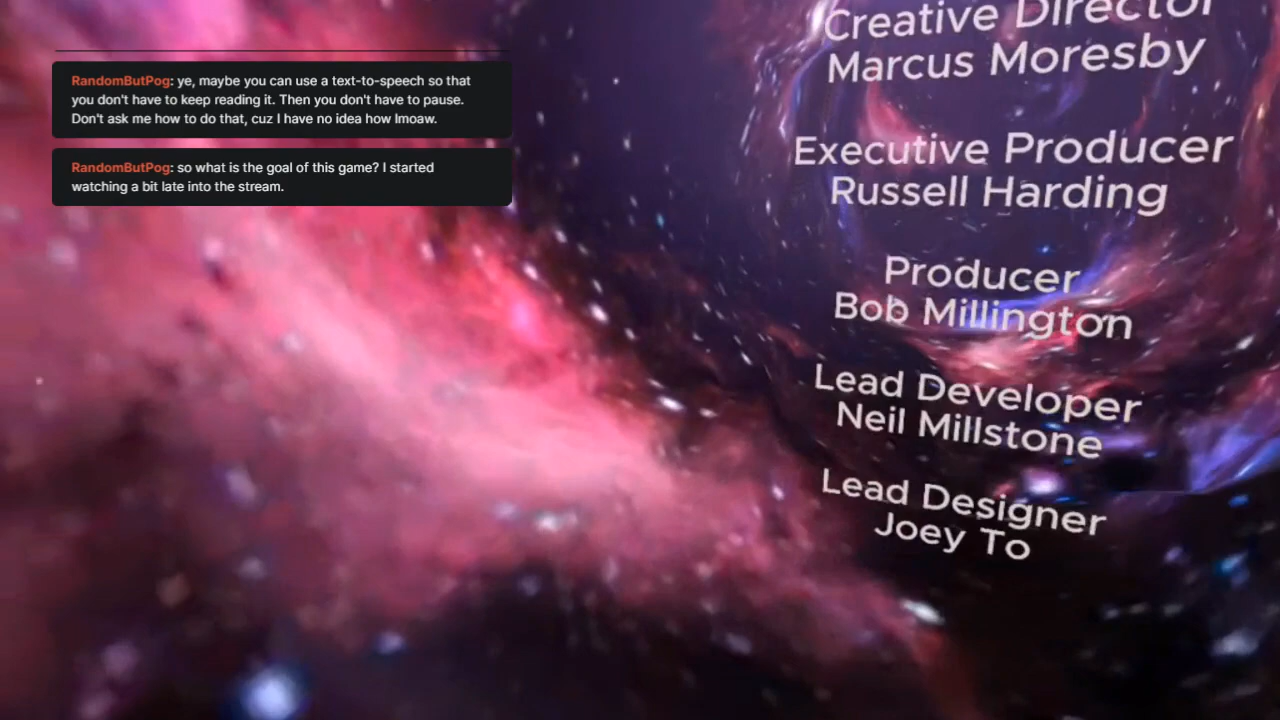 RandomButPog: ye, maybe you can use a text-to-speech so that
you don't have to keep reading it. Then you don't have to pause.
Don't ask me how to do that, cuz I have no idea how lmoaw.
RandomButPog: so what is the goal of this game? I started
watching a bit late into the stream.
Creative Director
Marcus Moresby
Executive Producer
Russell Harding
Producer
Bob Millington
Lead Developer
Neil Millstone
Lead Designer
Joey To